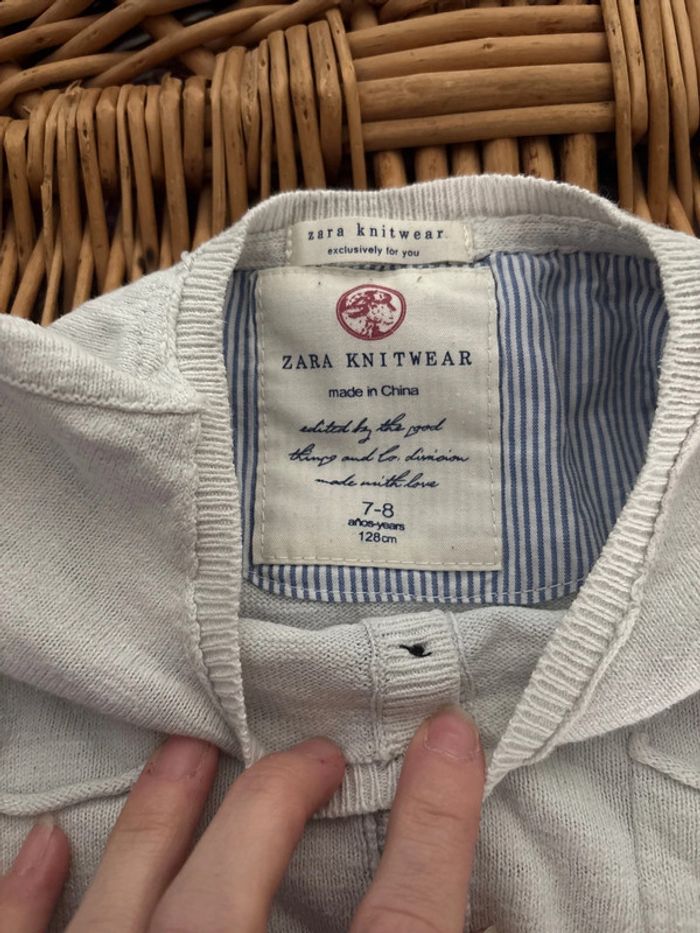 zara knitwear
exclusively for you
ZARA KNITWEAR
made in China
edited by the good
things and Co. division
made with love
7-8
años-years
128cm